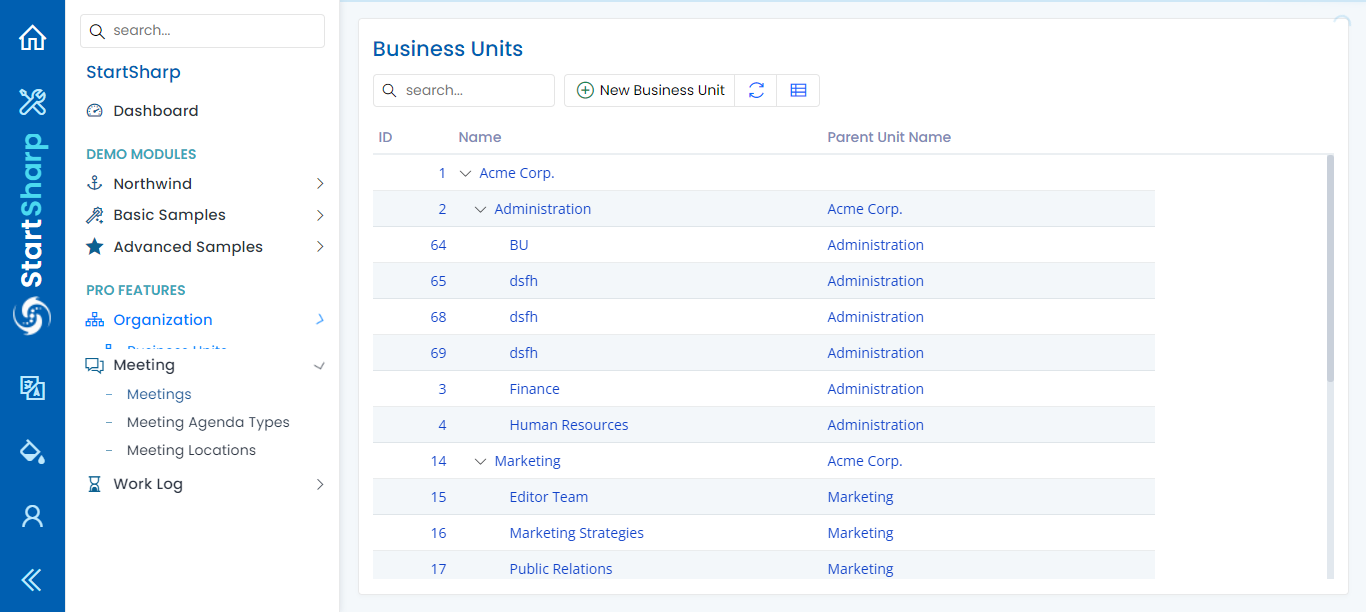 StartSharp
search...
StartSharp
Dashboard
DEMO MODULES
Northwind
Basic Samples
Advanced Samples
PRO FEATURES
Organization
Business Units
Meeting
Meetings
Meeting Agenda Types
Meeting Locations
Work Log
Business Units
search...
New Business Unit
ID Name Parent Unit Name
1 Acme Corp.
2 Administration Acme Corp.
64 BU Administration
65 dsfh Administration
68 dsfh Administration
69 dsfh Administration
3 Finance Administration
4 Human Resources Administration
14 Marketing Acme Corp.
15 Editor Team Marketing
16 Marketing Strategies Marketing
17 Public Relations Marketing